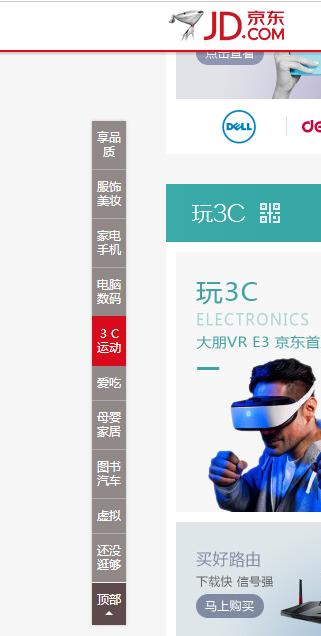 JD 京东
.COM
点击查看
DELL
de
享品
质
服饰
美妆
家电
手机
电脑
数码
3 C
运动
爱吃
母婴
家居
图书
汽车
虚拟
还没
逛够
顶部
玩3C
玩3C
ELECTRONICS
大朋VR E3 京东首
买好路由
下载快 信号强
马上购买